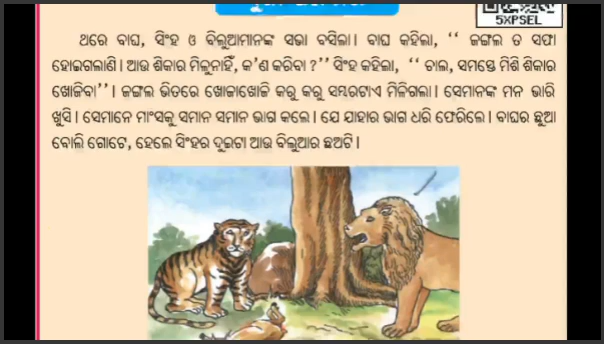 5XPSEL
ଥରେ ବାଘ, ସିଂହ ଓ ବିଲୁଆମାନଙ୍କ ସଭା ବସିଲା। ବାଘ କହିଲା, ‘‘ ଜଙ୍ଗଲ ତ ସଫା
ହୋଇଗଲାଣି। ଆଉ ଶିକାର ମିଳୁନାହିଁ, କ’ଣ କରିବା ?’’ ସିଂହ କହିଲା, ‘‘ ଚାଲ, ସମସ୍ତେ ମିଶି ଶିକାର
ଖୋଜିବା’’। ଜଙ୍ଗଲ ଭିତରେ ଖୋଜାଖୋଜି କରୁ କରୁ ସମ୍ବରଟାଏ ମିଳିଗଲା। ସେମାନଙ୍କ ମନ ଭାରି
ଖୁସି। ସେମାନେ ମାଂସକୁ ସମାନ ସମାନ ଭାଗ କଲେ। ଯେ ଯାହାର ଭାଗ ଧରି ଫେରିଲେ। ବାଘର ଛୁଆ
ବୋଲି ଗୋଟେ, ହେଲେ ସିଂହର ଦୁଇଟା ଆଉ ବିଲୁଆର ଛଅଟି।